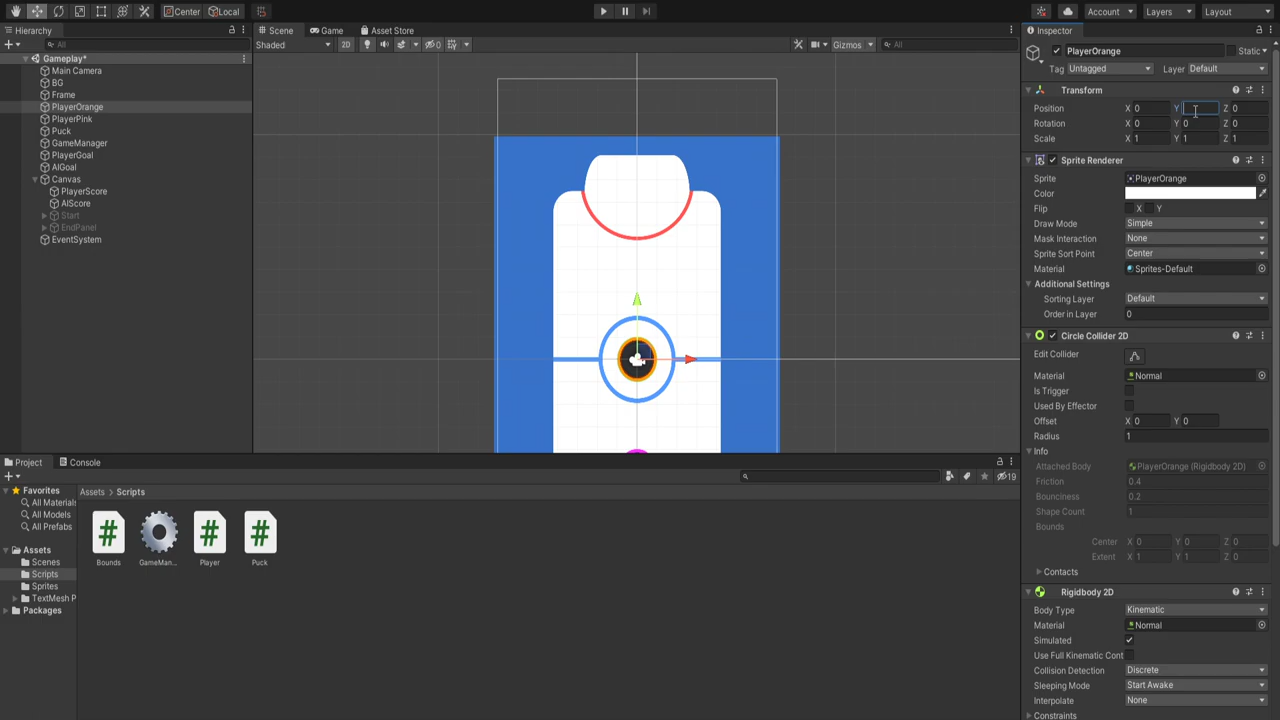 Center Local Account Layers Layout
Hierarchy Scene Game Asset Store Inspector
All Shaded 2D 0 Gizmos All
Gameplay*
Main Camera
BG
Frame
PlayerOrange
PlayerPink
Puck
GameManager
PlayerGoal
AIGoal
Canvas
PlayerScore
AIScore
Start
EndPanel
EventSystem
PlayerOrange Static
Tag Untagged Layer Default
Transform
Position X 0 Y Z 0
Rotation X 0 Y 0 Z 0
Scale X 1 Y 1 Z 1
Sprite Renderer
Sprite PlayerOrange
Color
Flip X Y
Draw Mode Simple
Mask Interaction None
Sprite Sort Point Center
Material Sprites-Default
Additional Settings
Sorting Layer Default
Order in Layer 0
Circle Collider 2D
Edit Collider
Material Normal
Is Trigger
Used By Effector
Offset X 0 Y 0
Radius 1
Info
Attached Body PlayerOrange (Rigidbody 2D)
Friction 0.4
Bounciness 0.2
Shape Count 1
Bounds
Center X 0 Y 0 Z 0
Extent X 1 Y 1 Z 0
Contacts
Rigidbody 2D
Body Type Kinematic
Material Normal
Simulated
Use Full Kinematic Cont
Collision Detection Discrete
Sleeping Mode Start Awake
Interpolate None
Constraints
Project Console
19
Favorites
All Materials
All Models
All Prefabs
Assets
Scenes
Scripts
Sprites
TextMesh P
Packages
Assets > Scripts
# # #
Bounds GameMan... Player Puck